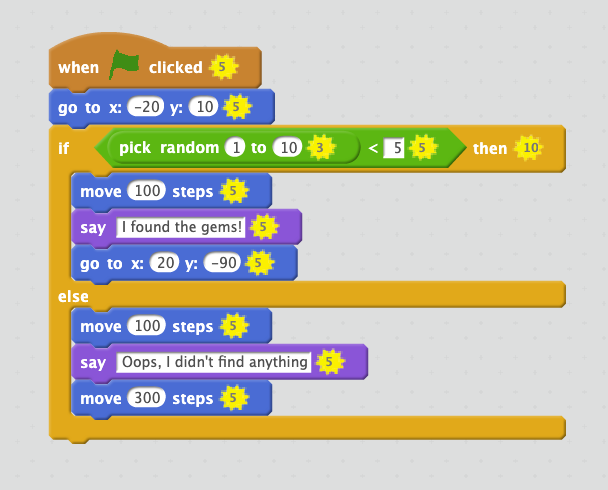 when clicked 5
go to x: -20 y: 10 5
if pick random 1 to 10 3 < 5 5 then 10
move 100 steps 5
say I found the gems! 5
go to x: 20 y: -90 5
else
move 100 steps 5
say Oops, I didn't find anything 5
move 300 steps 5